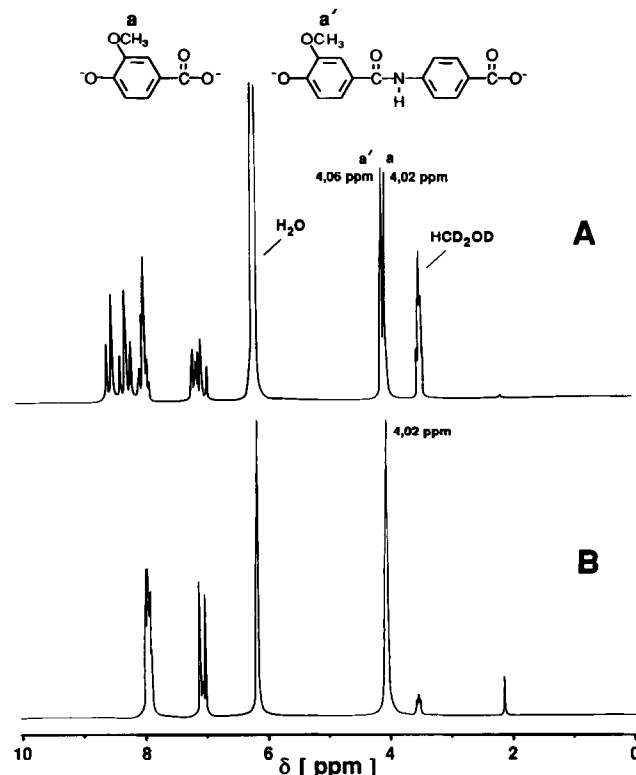 a
OCH₃
⁻O
C
O
O⁻
a′
OCH₃
⁻O
C
O
N
H
C
O
O⁻
a′ a
4,06 ppm 4,02 ppm
A
H₂O
HCD₂OD
4,02 ppm
B
10 8 6 4 2 0
δ [ ppm ]